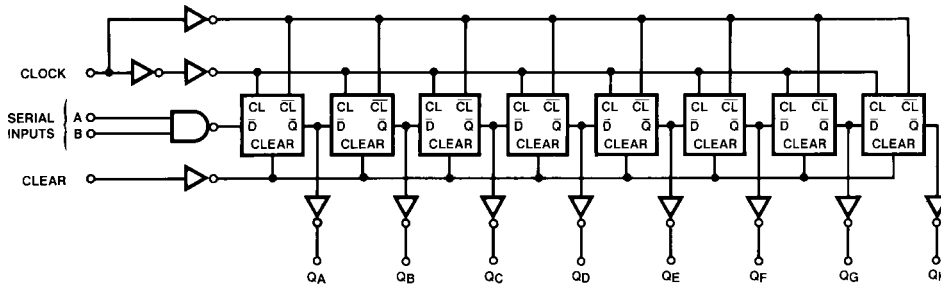 CLOCK
CL C̅L̅ CL C̅L̅ CL C̅L̅ CL C̅L̅ CL C̅L̅ CL C̅L̅ CL C̅L̅ CL C̅L̅
SERIAL INPUTS A
B
D̅ Q̅ D̅ Q̅ D̅ Q̅ D̅ Q̅ D̅ Q̅ D̅ Q̅ D̅ Q̅ D̅ Q̅
CLEAR CLEAR CLEAR CLEAR CLEAR CLEAR CLEAR CLEAR
CLEAR
QA QB QC QD QE QF QG